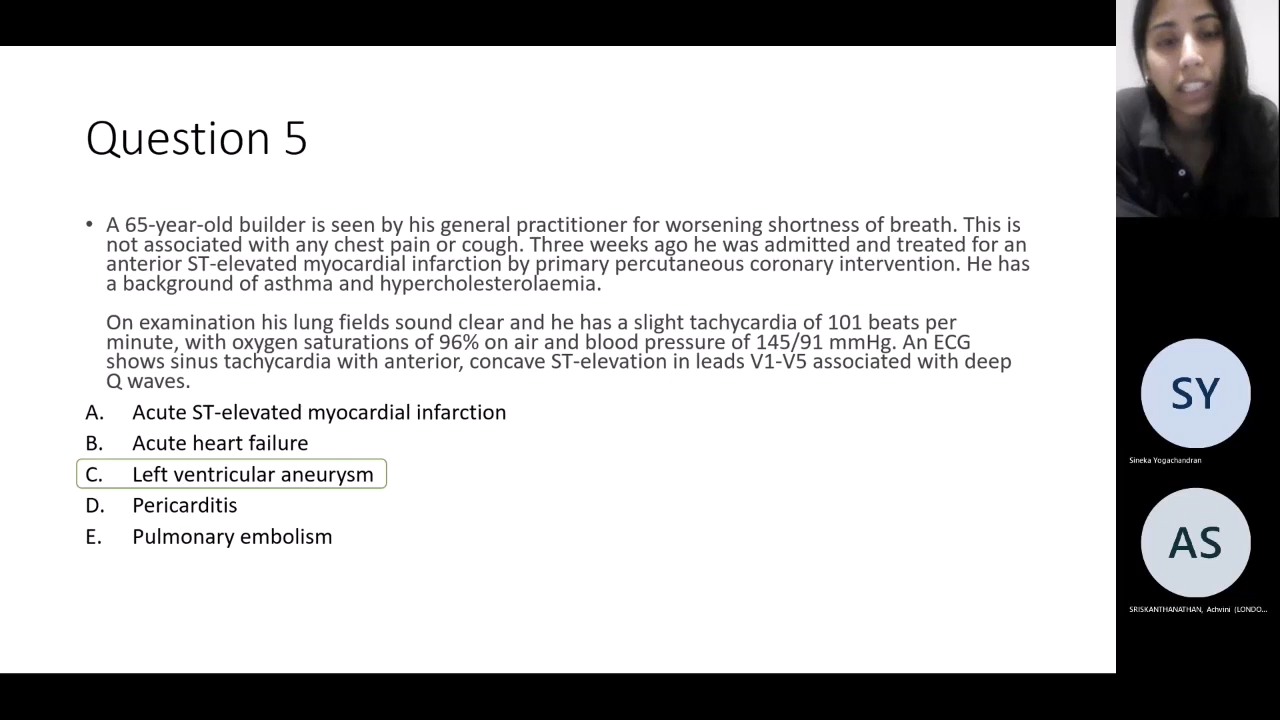 Question 5
• A 65-year-old builder is seen by his general practitioner for worsening shortness of breath. This is
not associated with any chest pain or cough. Three weeks ago he was admitted and treated for an
anterior ST-elevated myocardial infarction by primary percutaneous coronary intervention. He has
a background of asthma and hypercholesterolaemia.
On examination his lung fields sound clear and he has a slight tachycardia of 101 beats per
minute, with oxygen saturations of 96% on air and blood pressure of 145/91 mmHg. An ECG
shows sinus tachycardia with anterior, concave ST-elevation in leads V1-V5 associated with deep
Q waves.
A. Acute ST-elevated myocardial infarction
B. Acute heart failure
C. Left ventricular aneurysm
D. Pericarditis
E. Pulmonary embolism
SY
Sineka Yogachandran
AS
SRISKANTHANATHAN, Achvini (LONDO...